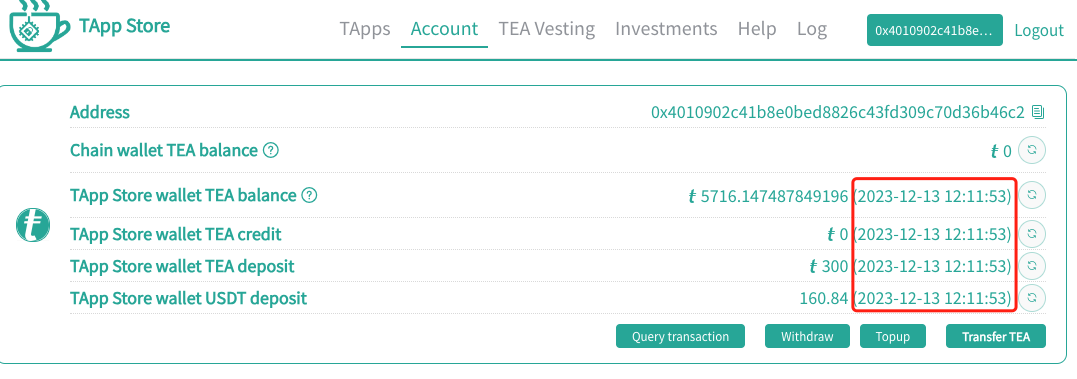 TApp Store
TApps Account TEA Vesting Investments Help Log 0x4010902c41b8e... Logout
Address 0x4010902c41b8e0bed8826c43fd309c70d36b46c2
Chain wallet TEA balance ? ŧ 0
TApp Store wallet TEA balance ? ŧ 5716.147487849196 (2023-12-13 12:11:53)
TApp Store wallet TEA credit ŧ 0 (2023-12-13 12:11:53)
TApp Store wallet TEA deposit ŧ 300 (2023-12-13 12:11:53)
TApp Store wallet USDT deposit 160.84 (2023-12-13 12:11:53)
Query transaction Withdraw Topup Transfer TEA